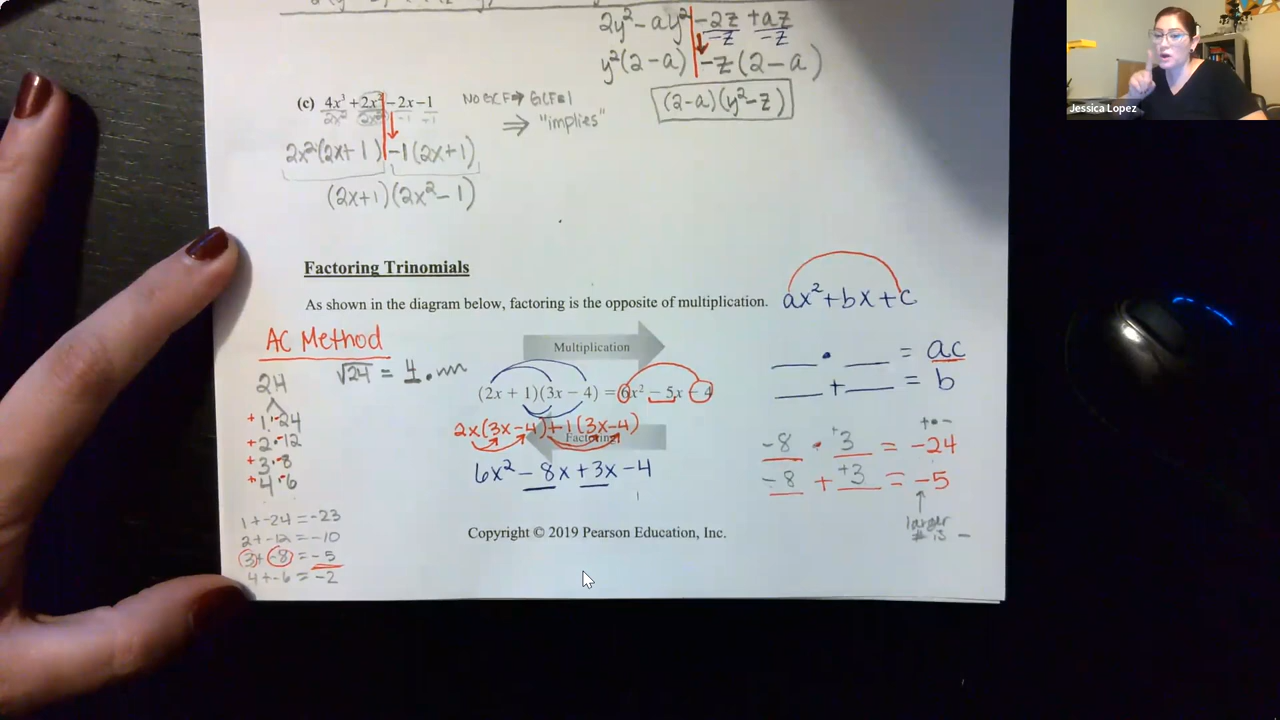 2y² - ay² - 2z + az
-z -z
y²(2-a) -z(2-a)
(2-a)(y²-z)
(c) 4x³ + 2x² - 2x - 1 No GCF ⇒ GCF=1
2x² 2x² -1 -1
⇒ "implies"
2x²(2x+1) -1(2x+1)
(2x+1)(2x²-1)
Jessica Lopez
Factoring Trinomials
As shown in the diagram below, factoring is the opposite of multiplication.
ax²+bx+c
AC Method
24
√24 = 4.
+1·-24
+2·-12
+3·-8
+4·-6
1+-24=-23
2+-12=-10
3+-8=-5
4+-6=-2
Multiplication
(2x + 1)(3x − 4) = 6x² − 5x − 4
2x(3x-4)+1(3x-4)
Factoring
6x² - 8x + 3x - 4
Copyright © 2019 Pearson Education, Inc.
___ · ___ = ac
___ + ___ = b
+ · -
-8 · +3 = -24
-8 + +3 = -5
larger
# is -